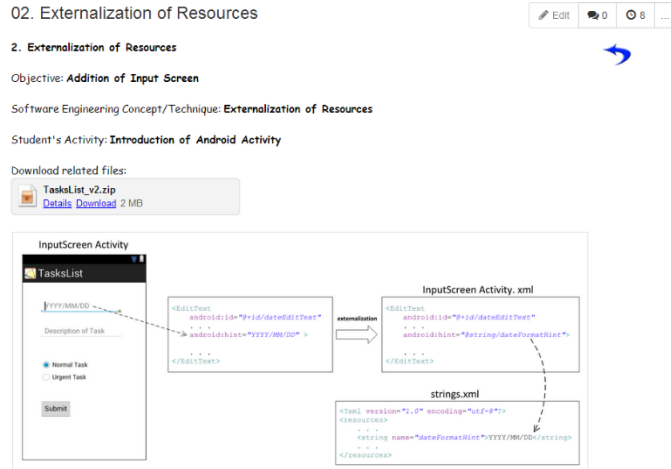 02. Externalization of Resources
Edit
0
8
...
2. Externalization of Resources
Objective: Addition of Input Screen
Software Engineering Concept/Technique: Externalization of Resources
Student's Activity: Introduction of Android Activity
Download related files:
TasksList_v2.zip
Details Download 2 MB
InputScreen Activity
TasksList
YYYY/MM/DD
Description of Task
Normal Task
Urgent Task
Submit
<EditText
android:id="@+id/dateEditText"
. . .
android:hint="YYYY/MM/DD" >
. . .
</EditText>
externalization
InputScreen Activity. xml
<EditText
android:id="@+id/dateEditText"
. . .
android:hint="@string/dateFormatHint">
. . .
</EditText>
strings.xml
<?xml version="1.0" encoding="utf-8"?>
<resources>
. . .
<string name="dateFormatHint">YYYY/MM/DD</string>
. . .
</resources>